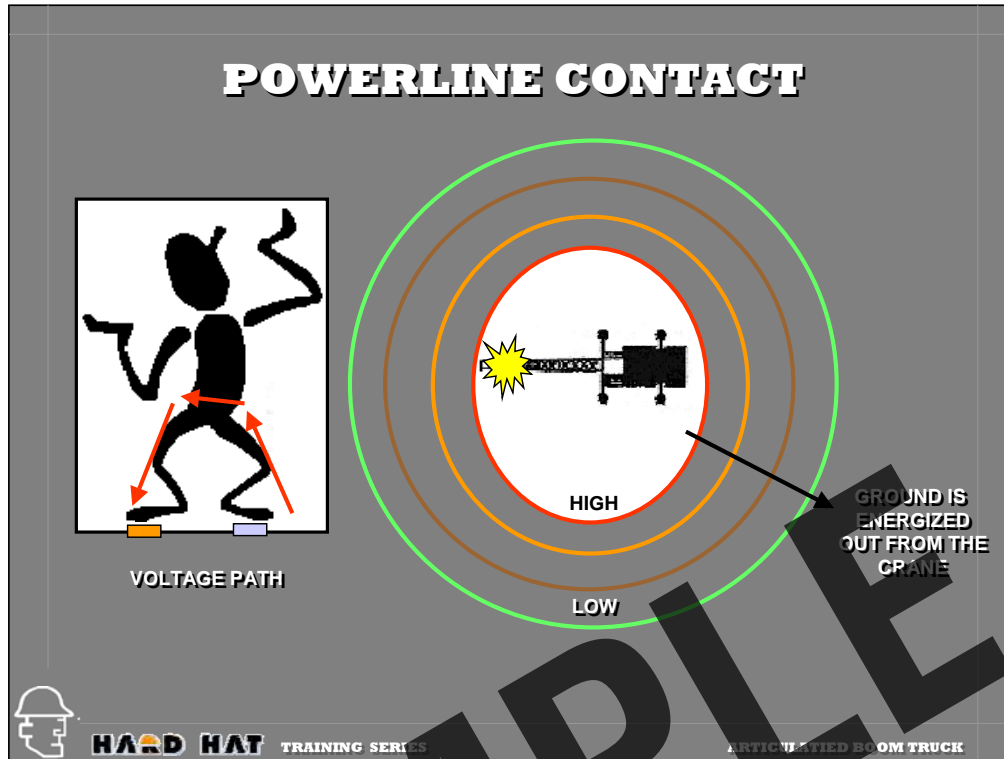 POWERLINE CONTACT
HIGH
GROUND IS
ENERGIZED
OUT FROM THE
CRANE
VOLTAGE PATH
LOW
HARD HAT TRAINING SERIES
ARTICULATIED BOOM TRUCK